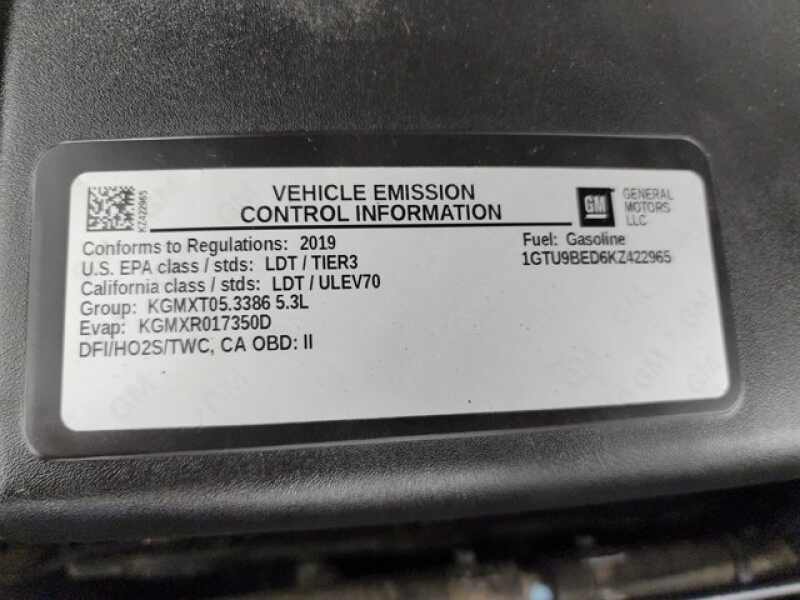 VEHICLE EMISSION
CONTROL INFORMATION
KZ422965
GM
GENERAL
MOTORS
LLC
Conforms to Regulations: 2019
U.S. EPA class / stds: LDT / TIER3
California class / stds: LDT / ULEV70
Group: KGMXT05.3386 5.3L
Evap: KGMXR017350D
DFI/HO2S/TWC, CA OBD: II
Fuel: Gasoline
1GTU9BED6KZ422965